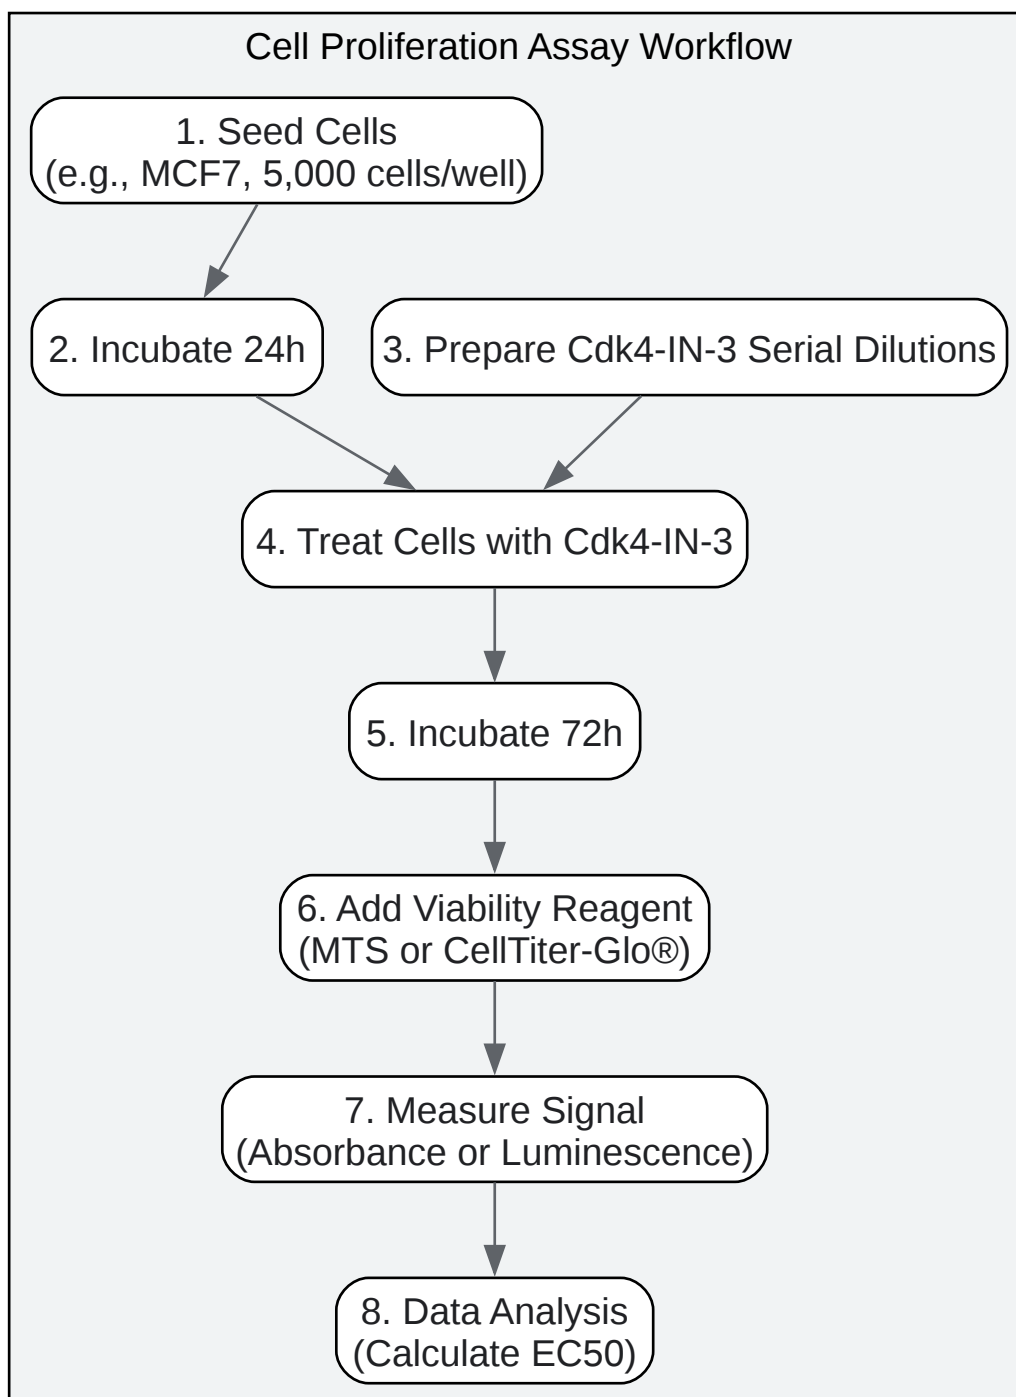 Cell Proliferation Assay Workflow
1. Seed Cells
(e.g., MCF7, 5,000 cells/well)
2. Incubate 24h
3. Prepare Cdk4-IN-3 Serial Dilutions
4. Treat Cells with Cdk4-IN-3
5. Incubate 72h
6. Add Viability Reagent
(MTS or CellTiter-Glo®)
7. Measure Signal
(Absorbance or Luminescence)
8. Data Analysis
(Calculate EC50)